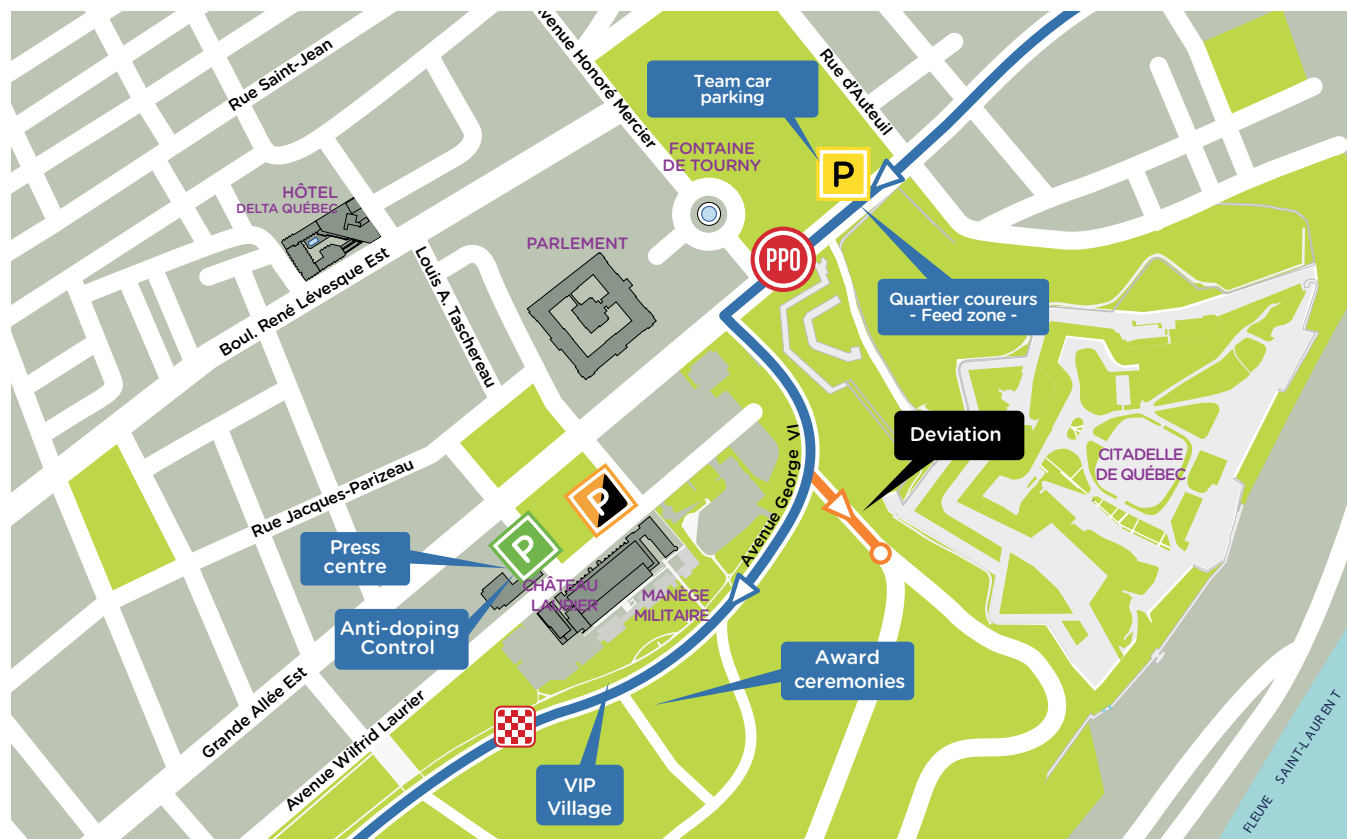 Rue Saint-Jean
Avenue Honoré Mercier
Rue d'Auteuil
Team car
parking
P
FONTAINE
DE TOURNY
HÔTEL
DELTA QUÉBEC
PARLEMENT
PPO
Louis A. Taschereau
Boul. René Lévesque Est
Quartier coureurs
- Feed zone -
Deviation
CITADELLE
DE QUÉBEC
Avenue George VI
Rue Jacques-Parizeau
P
P
Press
centre
CHÂTEAU
LAURIER
MANÈGE
MILITAIRE
Anti-doping
Control
Award
ceremonies
Grande Allée Est
Avenue Wilfrid Laurier
VIP
Village
FLEUVE SAINT-LAURENT